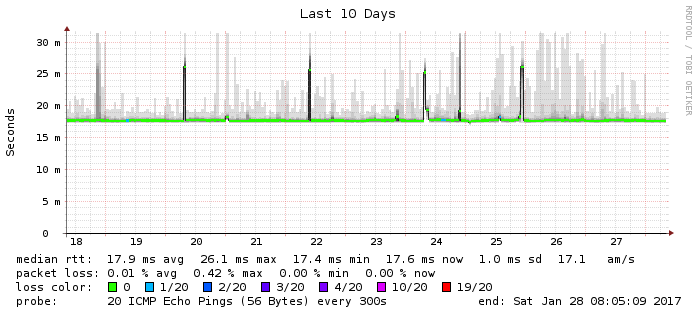 Last 10 Days
RRDTOOL / TOBI OETIKER
Seconds
30 m
25 m
20 m
15 m
10 m
5 m
0
18 19 20 21 22 23 24 25 26 27
median rtt: 17.9 ms avg 26.1 ms max 17.4 ms min 17.6 ms now 1.0 ms sd 17.1 am/s
packet loss: 0.01 % avg 0.42 % max 0.00 % min 0.00 % now
loss color: 0 1/20 2/20 3/20 4/20 10/20 19/20
probe: 20 ICMP Echo Pings (56 Bytes) every 300s end: Sat Jan 28 08:05:09 2017